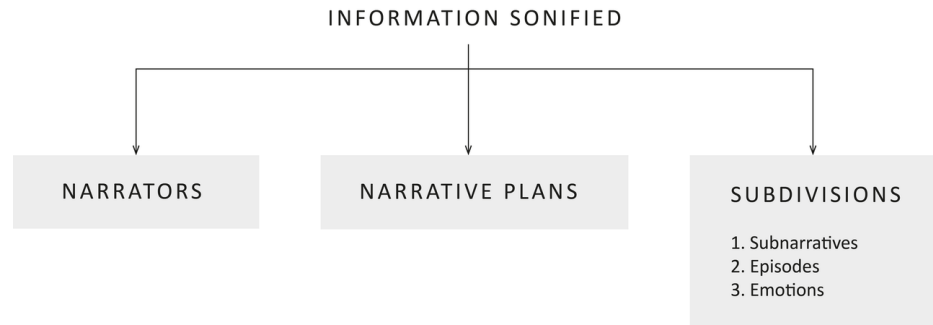 INFORMATION SONIFIED
NARRATORS
NARRATIVE PLANS
SUBDIVISIONS
1. Subnarratives
2. Episodes
3. Emotions